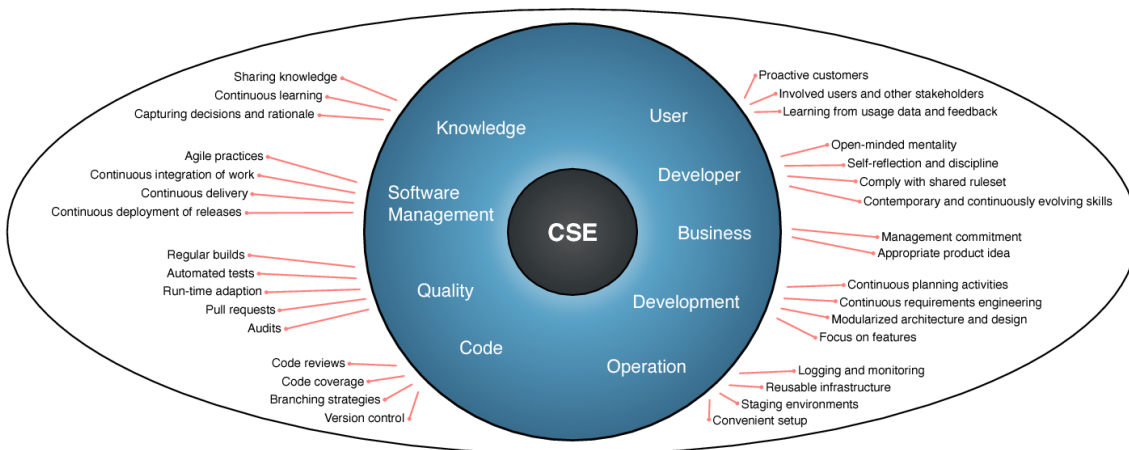 Sharing knowledge
Continuous learning
Capturing decisions and rationale
Knowledge
Agile practices
Continuous integration of work
Continuous delivery
Continuous deployment of releases
Software
Management
Regular builds
Automated tests
Run-time adaption
Pull requests
Audits
Quality
Code reviews
Code coverage
Branching strategies
Version control
Code
CSE
User
Proactive customers
Involved users and other stakeholders
Learning from usage data and feedback
Developer
Open-minded mentality
Self-reflection and discipline
Comply with shared ruleset
Contemporary and continuously evolving skills
Business
Management commitment
Appropriate product idea
Development
Continuous planning activities
Continuous requirements engineering
Modularized architecture and design
Focus on features
Operation
Logging and monitoring
Reusable infrastructure
Staging environments
Convenient setup